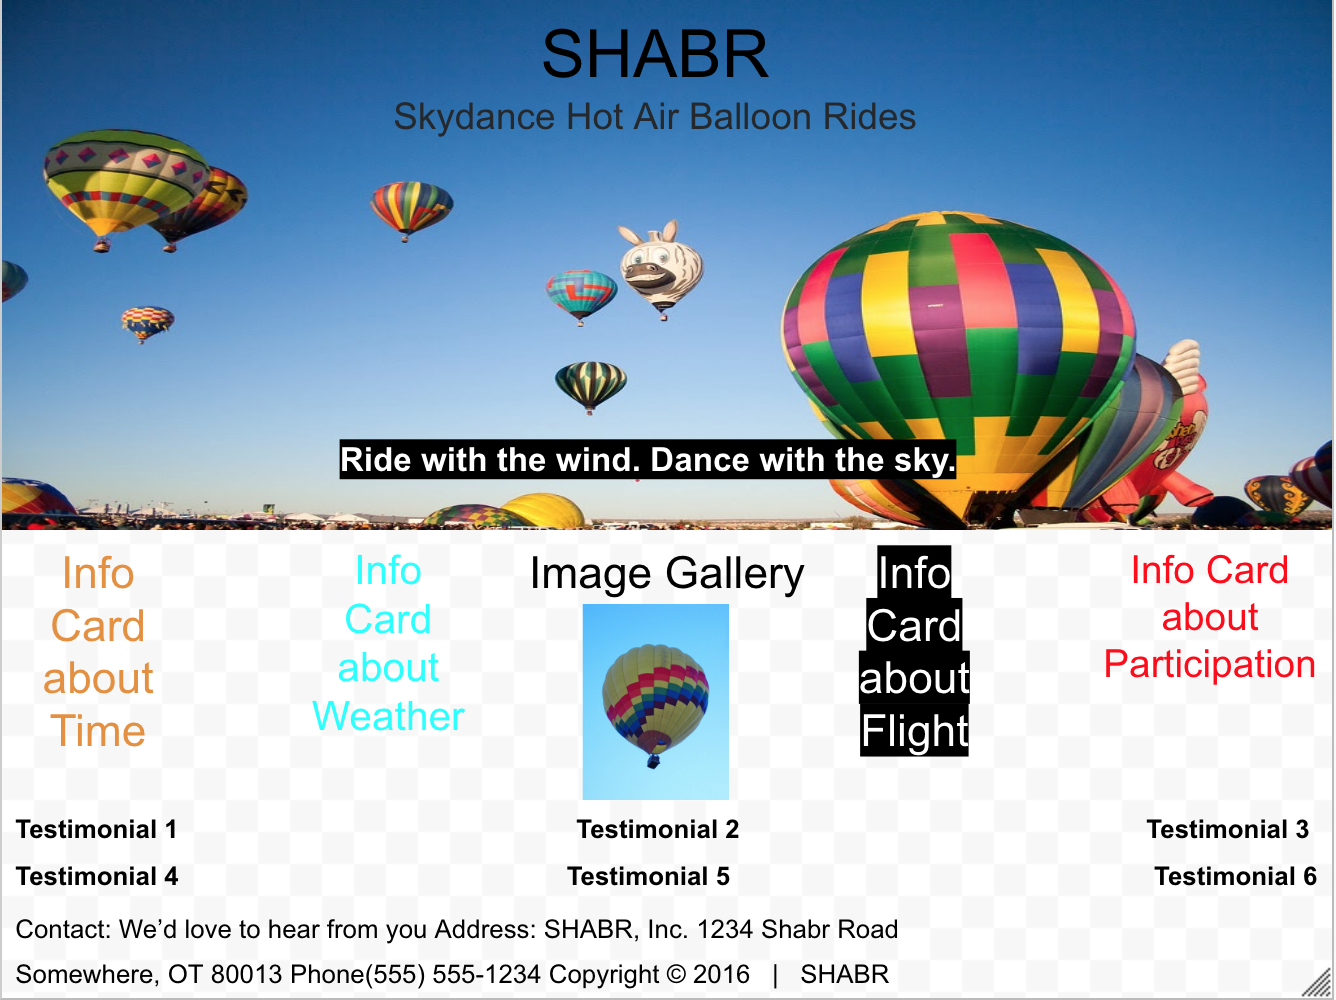 SHABR
Skydance Hot Air Balloon Rides
Ride with the wind. Dance with the sky.
Info
Card
about
Time
Info
Card
about
Weather
Image Gallery
Info
Card
about
Flight
Info Card
about
Participation
Testimonial 1
Testimonial 2
Testimonial 3
Testimonial 4
Testimonial 5
Testimonial 6
Contact: We’d love to hear from you Address: SHABR, Inc. 1234 Shabr Road
Somewhere, OT 80013 Phone(555) 555-1234 Copyright © 2016 | SHABR